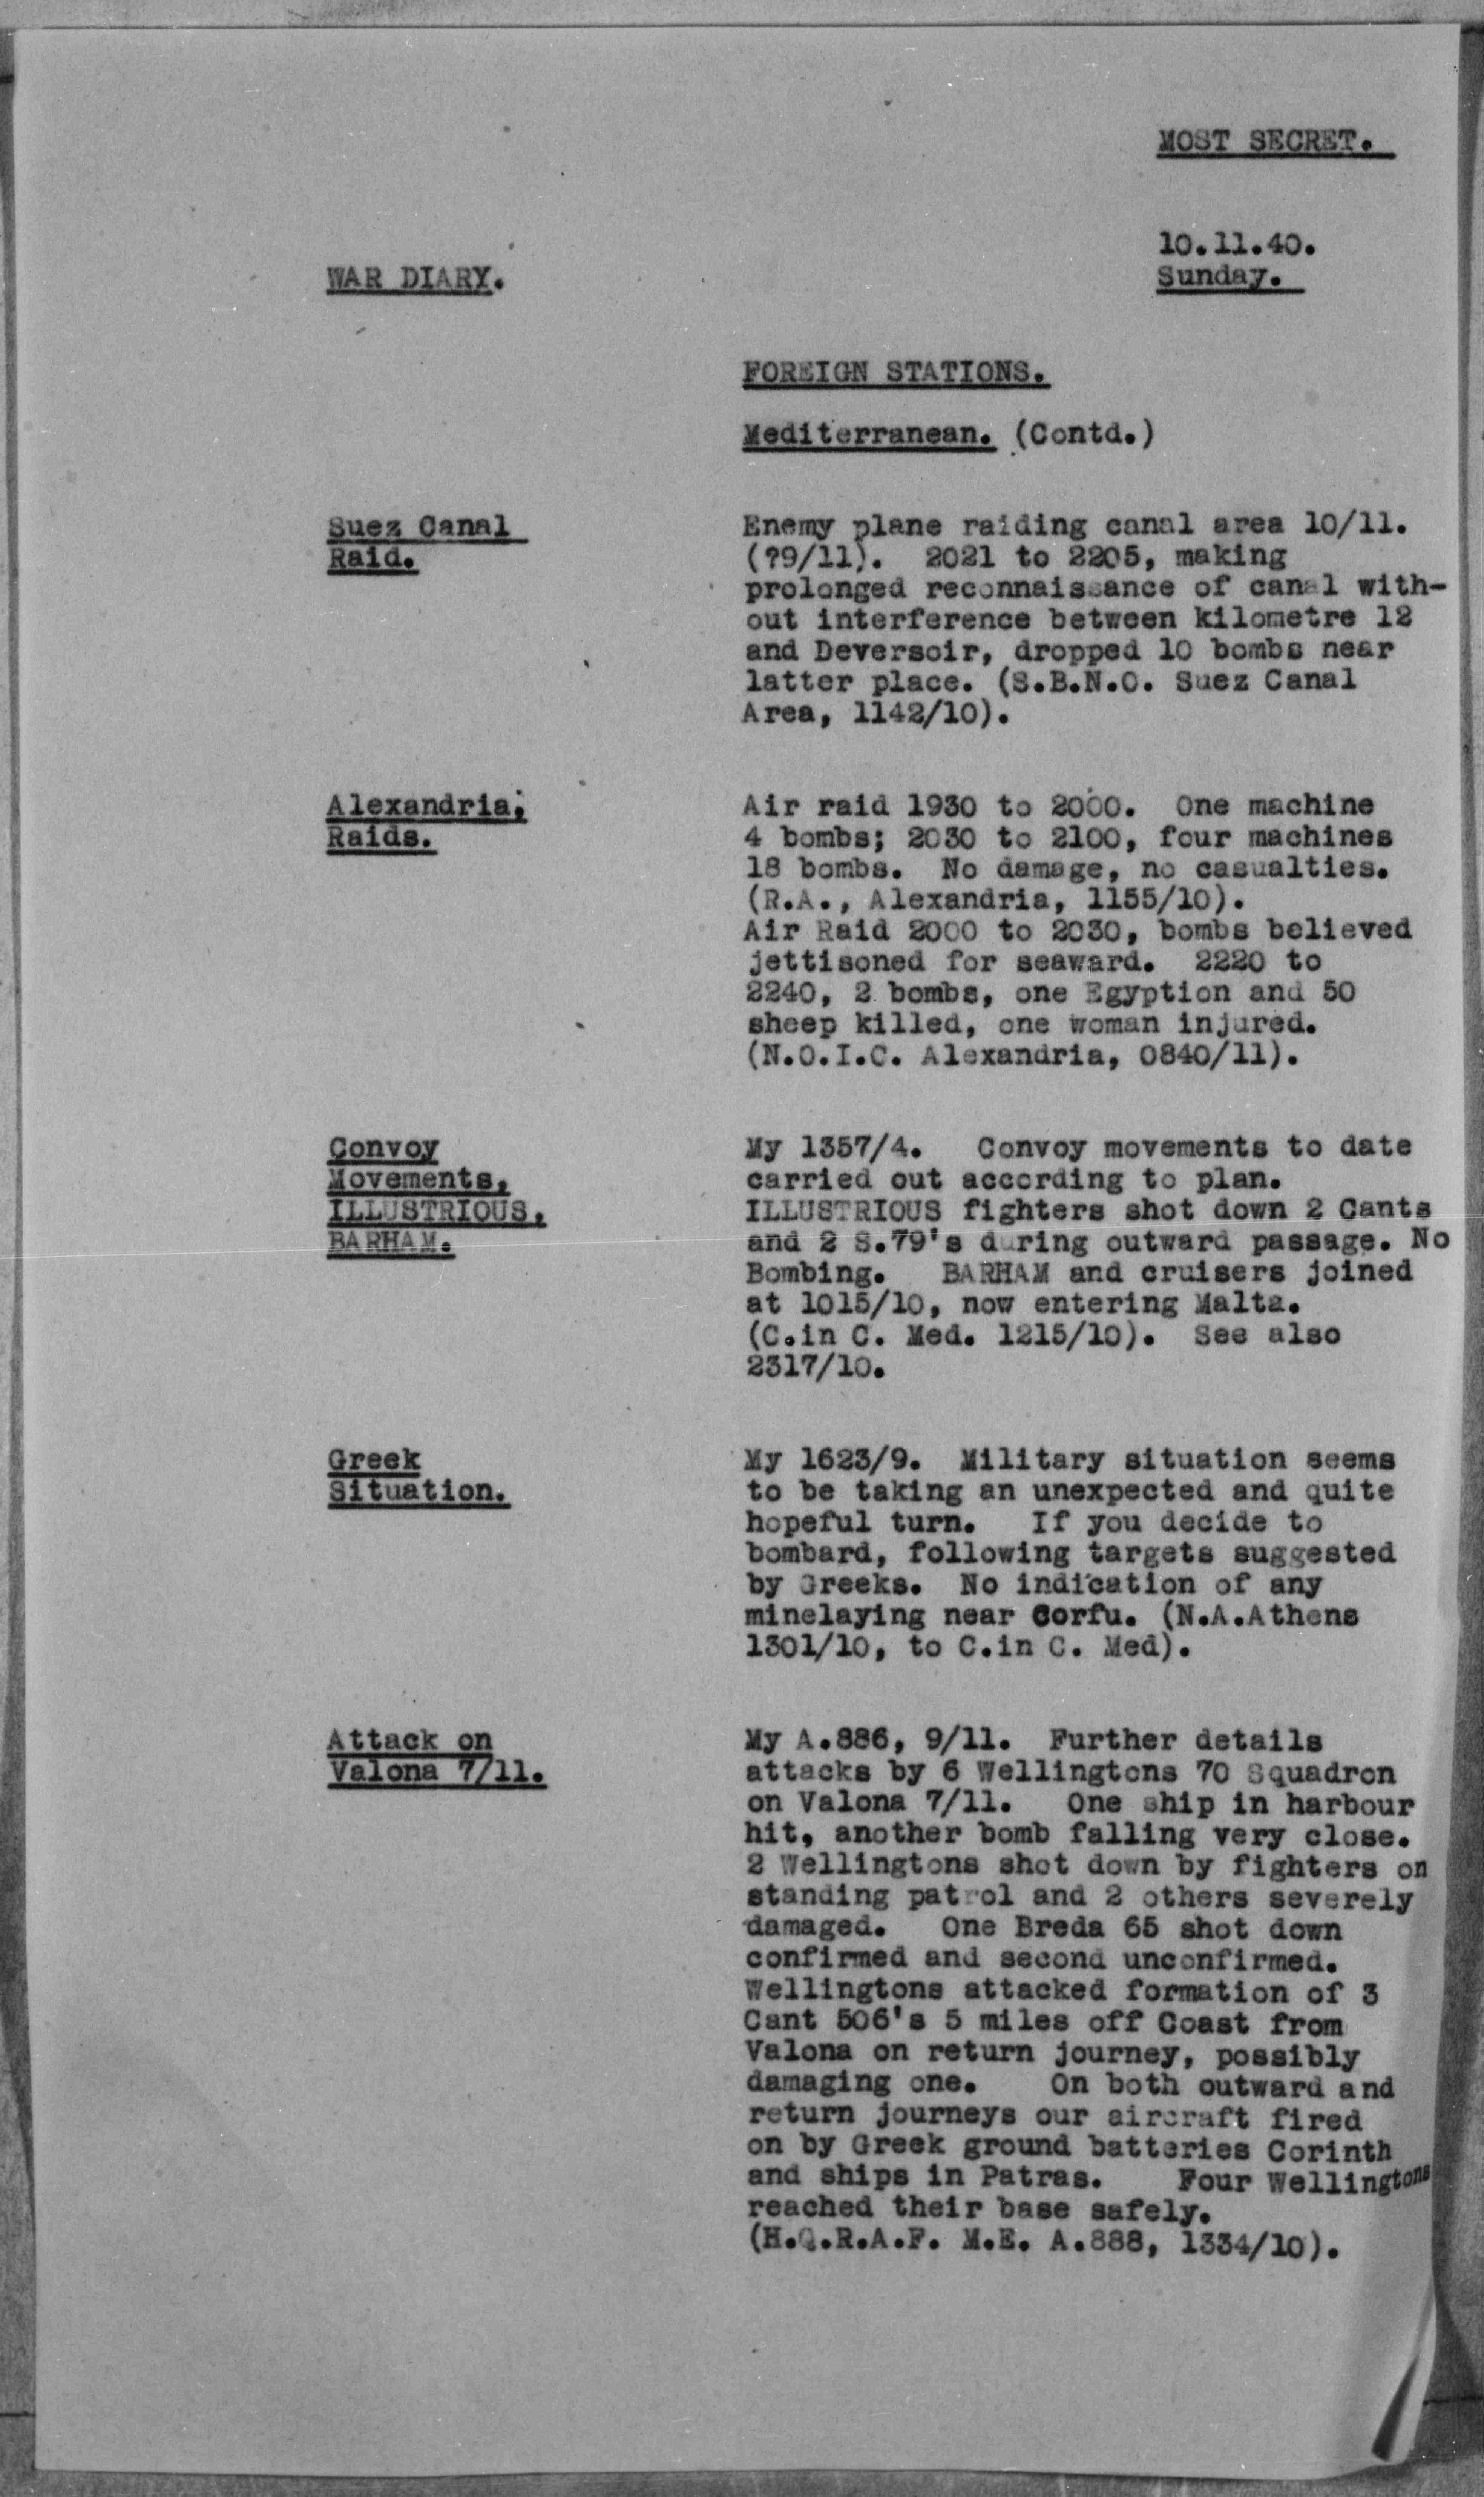 MOST SECRET.
10.11.40.
WAR DIARY.
Sunday.
FOREIGN STATIONS.
Mediterranean. (Contd.)
Suez Canal
Raid.
Enemy plane raiding canal area 10/11.
(?9/11). 2021 to 2205, making
prolonged reconnaissance of canal with-
out interference between kilometre 12
and Deversoir, dropped 10 bombs near
latter place. (S.B.N.O. Suez Canal
Area, 1142/10).
Alexandria;
Raids.
Air raid 1930 to 2000. One machine
4 bombs; 2030 to 2100, four machines
18 bombs. No damage, no casualties.
(R.A., Alexandria, 1155/10).
Air Raid 2000 to 2030, bombs believed
jettisoned for seaward. 2220 to
2240, 2 bombs, one Egyption and 50
sheep killed, one woman injured.
(N.O.I.C. Alexandria, 0840/11).
Convoy
Movements,
ILLUSTRIOUS,
BARHAM.
My 1357/4. Convoy movements to date
carried out according to plan.
ILLUSTRIOUS fighters shot down 2 Cants
and 2 S.79's during outward passage. No
Bombing. BARHAM and cruisers joined
at 1015/10, now entering Malta.
(C.in C. Med. 1215/10). See also
2317/10.
Greek
Situation.
My 1623/9. Military situation seems
to be taking an unexpected and quite
hopeful turn. If you decide to
bombard, following targets suggested
by Greeks. No indication of any
minelaying near Corfu. (N.A.Athens
1301/10, to C.in C. Med).
Attack on
Valona 7/11.
My A.886, 9/11. Further details
attacks by 6 Wellingtons 70 Squadron
on Valona 7/11. One ship in harbour
hit, another bomb falling very close.
2 Wellingtons shot down by fighters on
standing patrol and 2 others severely
damaged. One Breda 65 shot down
confirmed and second unconfirmed.
Wellingtons attacked formation of 3
Cant 506's 5 miles off Coast from
Valona on return journey, possibly
damaging one. On both outward and
return journeys our aircraft fired
on by Greek ground batteries Corinth
and ships in Patras. Four Wellingtons
reached their base safely.
(H.Q.R.A.F. M.E. A.888, 1334/10).